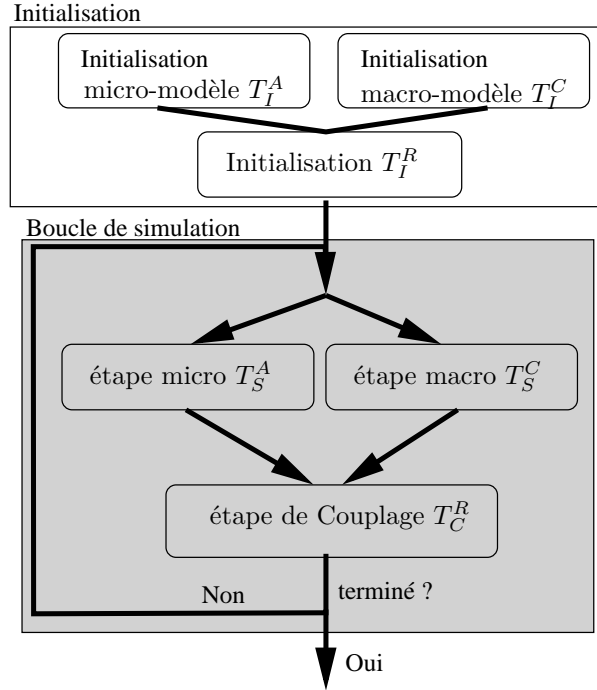 Initialisation
Initialisation
micro-modèle $T_I^A$
Initialisation
macro-modèle $T_I^C$
Initialisation $T_I^R$
Boucle de simulation
étape micro $T_S^A$
étape macro $T_S^C$
étape de Couplage $T_C^R$
Non
terminé ?
Oui